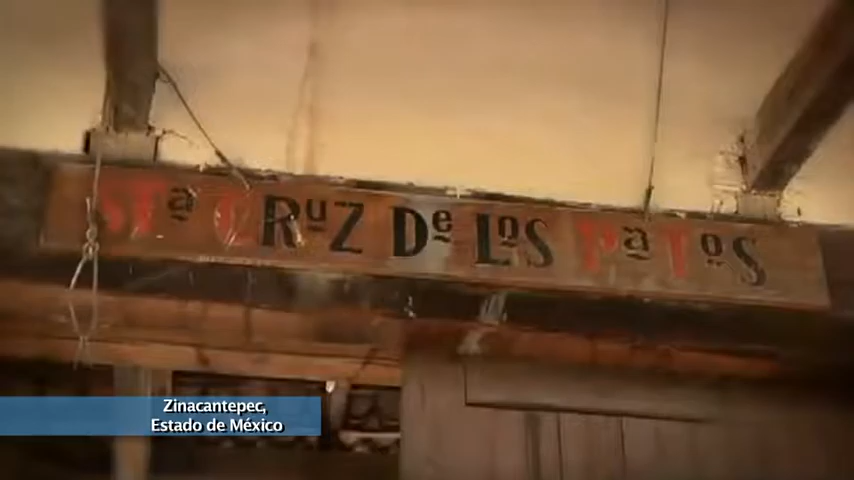 STa CRuZ De LoS PaToS
Zinacantepec,
Estado de México